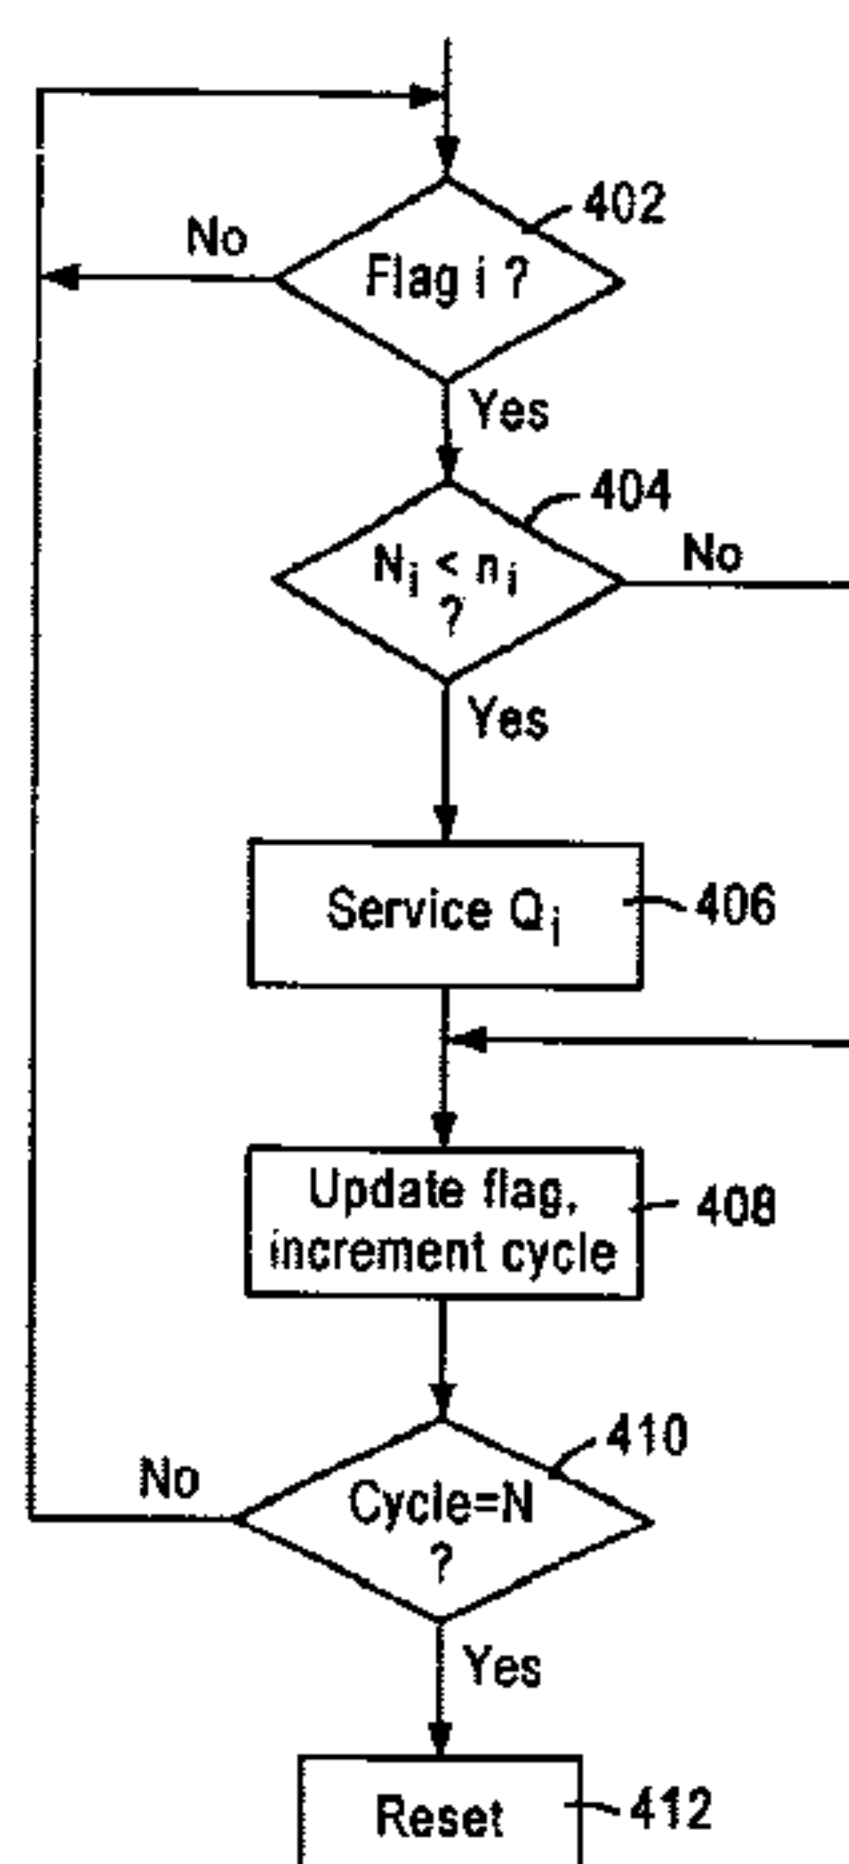 402
No
Flag i ?
Yes
404
N_i < n_i
?
No
Yes
Service Q_i
406
Update flag,
increment cycle
408
410
No
Cycle=N
?
Yes
Reset
412